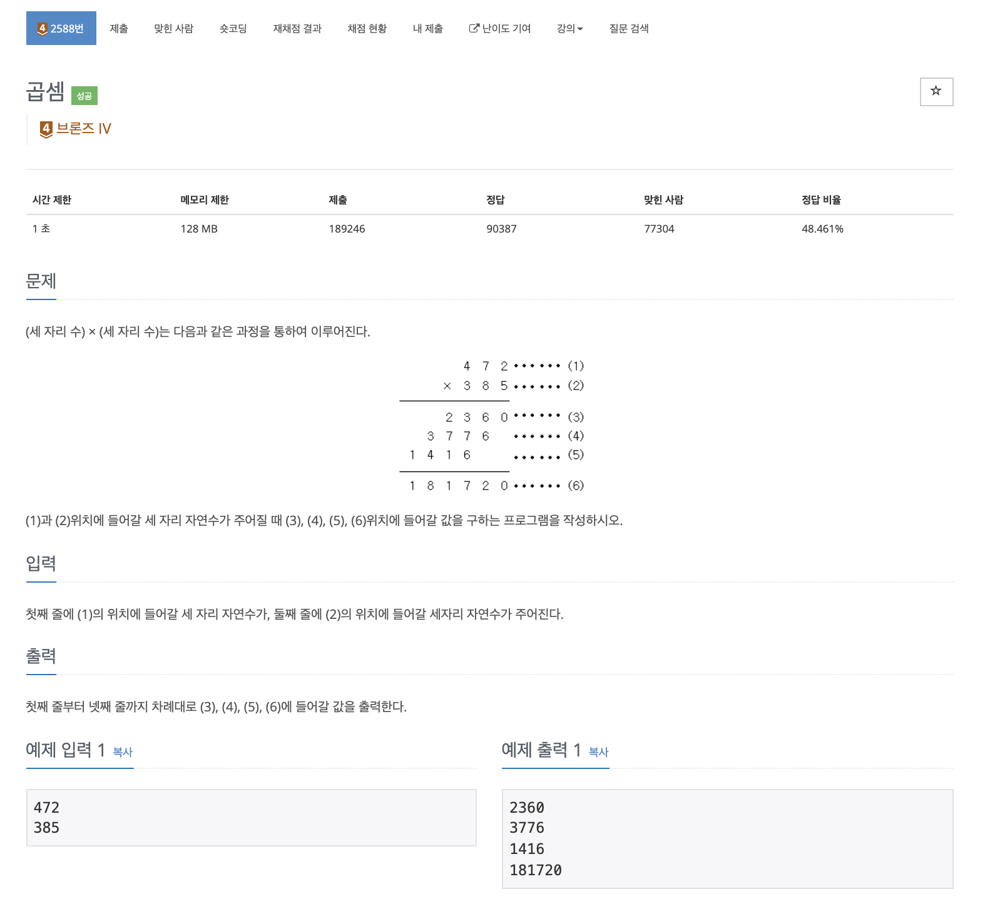 4 2588번 제출 맞힌 사람 숏코딩 재채점 결과 채점 현황 내 제출 난이도 기여 강의 질문 검색
곱셈 성공
4 브론즈 IV
시간 제한 메모리 제한 제출 정답 맞힌 사람 정답 비율
1 초 128 MB 189246 90387 77304 48.461%
문제
(세 자리 수) × (세 자리 수)는 다음과 같은 과정을 통하여 이루어진다.
4 7 2 •••••• (1)
× 3 8 5 •••••• (2)
2 3 6 0 •••••• (3)
3 7 7 6 •••••• (4)
1 4 1 6 •••••• (5)
1 8 1 7 2 0 •••••• (6)
(1)과 (2)위치에 들어갈 세 자리 자연수가 주어질 때 (3), (4), (5), (6)위치에 들어갈 값을 구하는 프로그램을 작성하시오.
입력
첫째 줄에 (1)의 위치에 들어갈 세 자리 자연수가, 둘째 줄에 (2)의 위치에 들어갈 세자리 자연수가 주어진다.
출력
첫째 줄부터 넷째 줄까지 차례대로 (3), (4), (5), (6)에 들어갈 값을 출력한다.
예제 입력 1 복사
472
385
예제 출력 1 복사
2360
3776
1416
181720